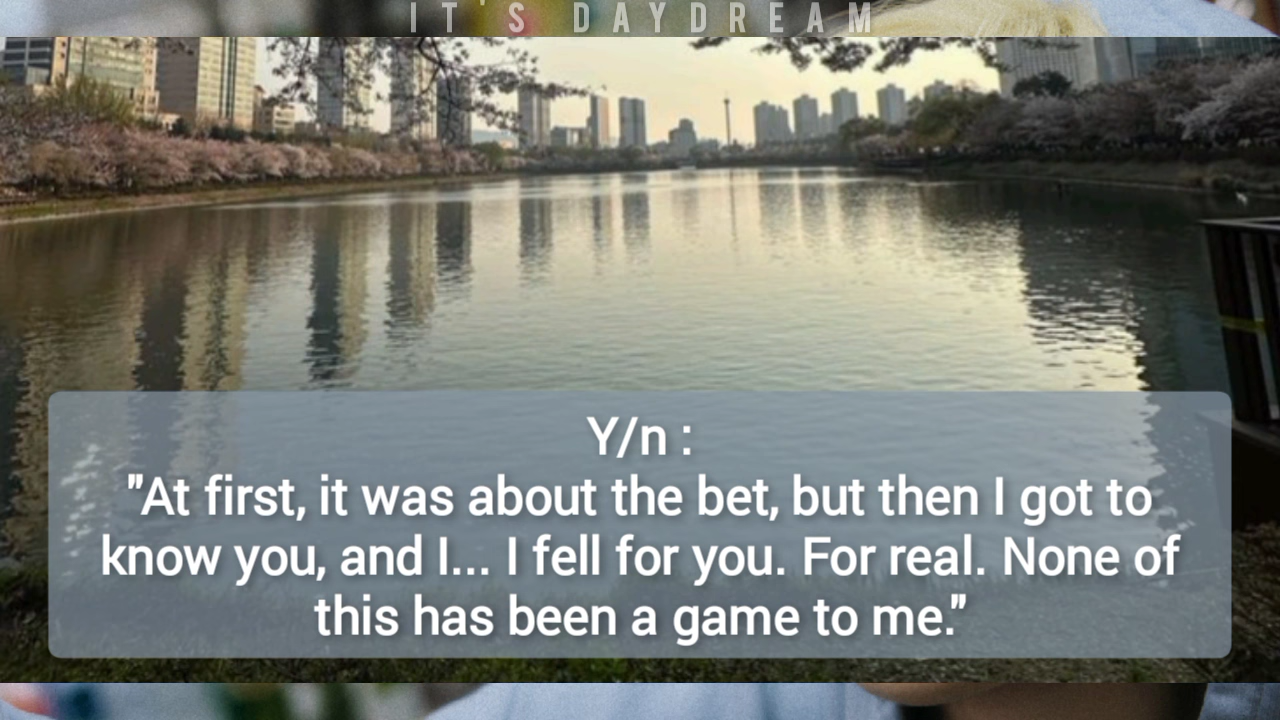 IT'S DAYDREAM
Y/n :
"At first, it was about the bet, but then I got to
know you, and I... I fell for you. For real. None of
this has been a game to me."